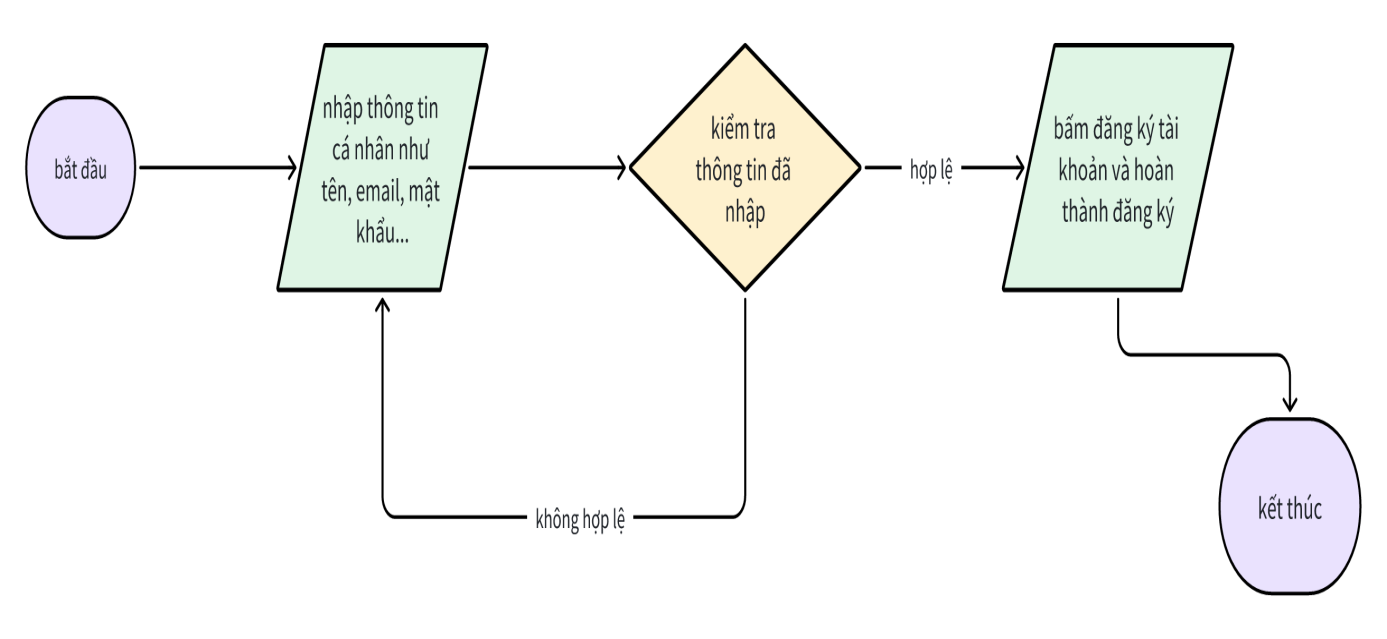 bắt đầu
nhập thông tin
cá nhân như
tên, email, mật
khẩu...
kiểm tra
thông tin đã
nhập
hợp lệ
bấm đăng ký tài
khoản và hoàn
thành đăng ký
không hợp lệ
kết thúc